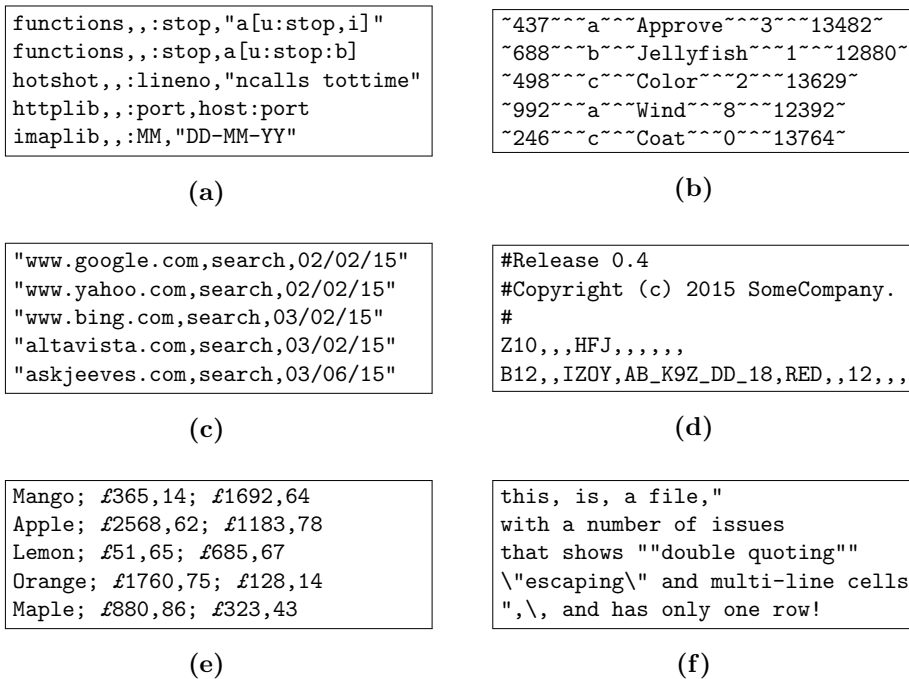 functions,,:stop,"a[u:stop,i]"
functions,,:stop,a[u:stop:b]
hotshot,,:lineno,"ncalls tottime"
httplib,,:port,host:port
imaplib,,:MM,"DD-MM-YY"
(a)
~437~~~a~~~Approve~~~3~~~13482~
~688~~~b~~~Jellyfish~~~1~~~12880~
~498~~~c~~~Color~~~2~~~13629~
~992~~~a~~~Wind~~~8~~~12392~
~246~~~c~~~Coat~~~0~~~13764~
(b)
"www.google.com,search,02/02/15"
"www.yahoo.com,search,02/02/15"
"www.bing.com,search,03/02/15"
"altavista.com,search,03/02/15"
"askjeeves.com,search,03/06/15"
(c)
#Release 0.4
#Copyright (c) 2015 SomeCompany.
#
Z10,,,HFJ,,,,,,
B12,,IZOY,AB_K9Z_DD_18,RED,,12,,,
(d)
Mango; £365,14; £1692,64
Apple; £2568,62; £1183,78
Lemon; £51,65; £685,67
Orange; £1760,75; £128,14
Maple; £880,86; £323,43
(e)
this, is, a file,"
with a number of issues
that shows ""double quoting""
\"escaping\" and multi-line cells
",\, and has only one row!
(f)